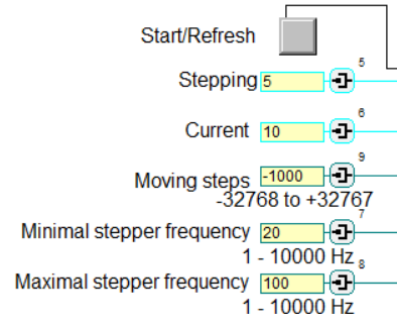 Start/Refresh
5
Stepping 5
6
Current 10
9
Moving steps -1000
-32768 to +32767
7
Minimal stepper frequency 20
1 - 10000 Hz
8
Maximal stepper frequency 100
1 - 10000 Hz